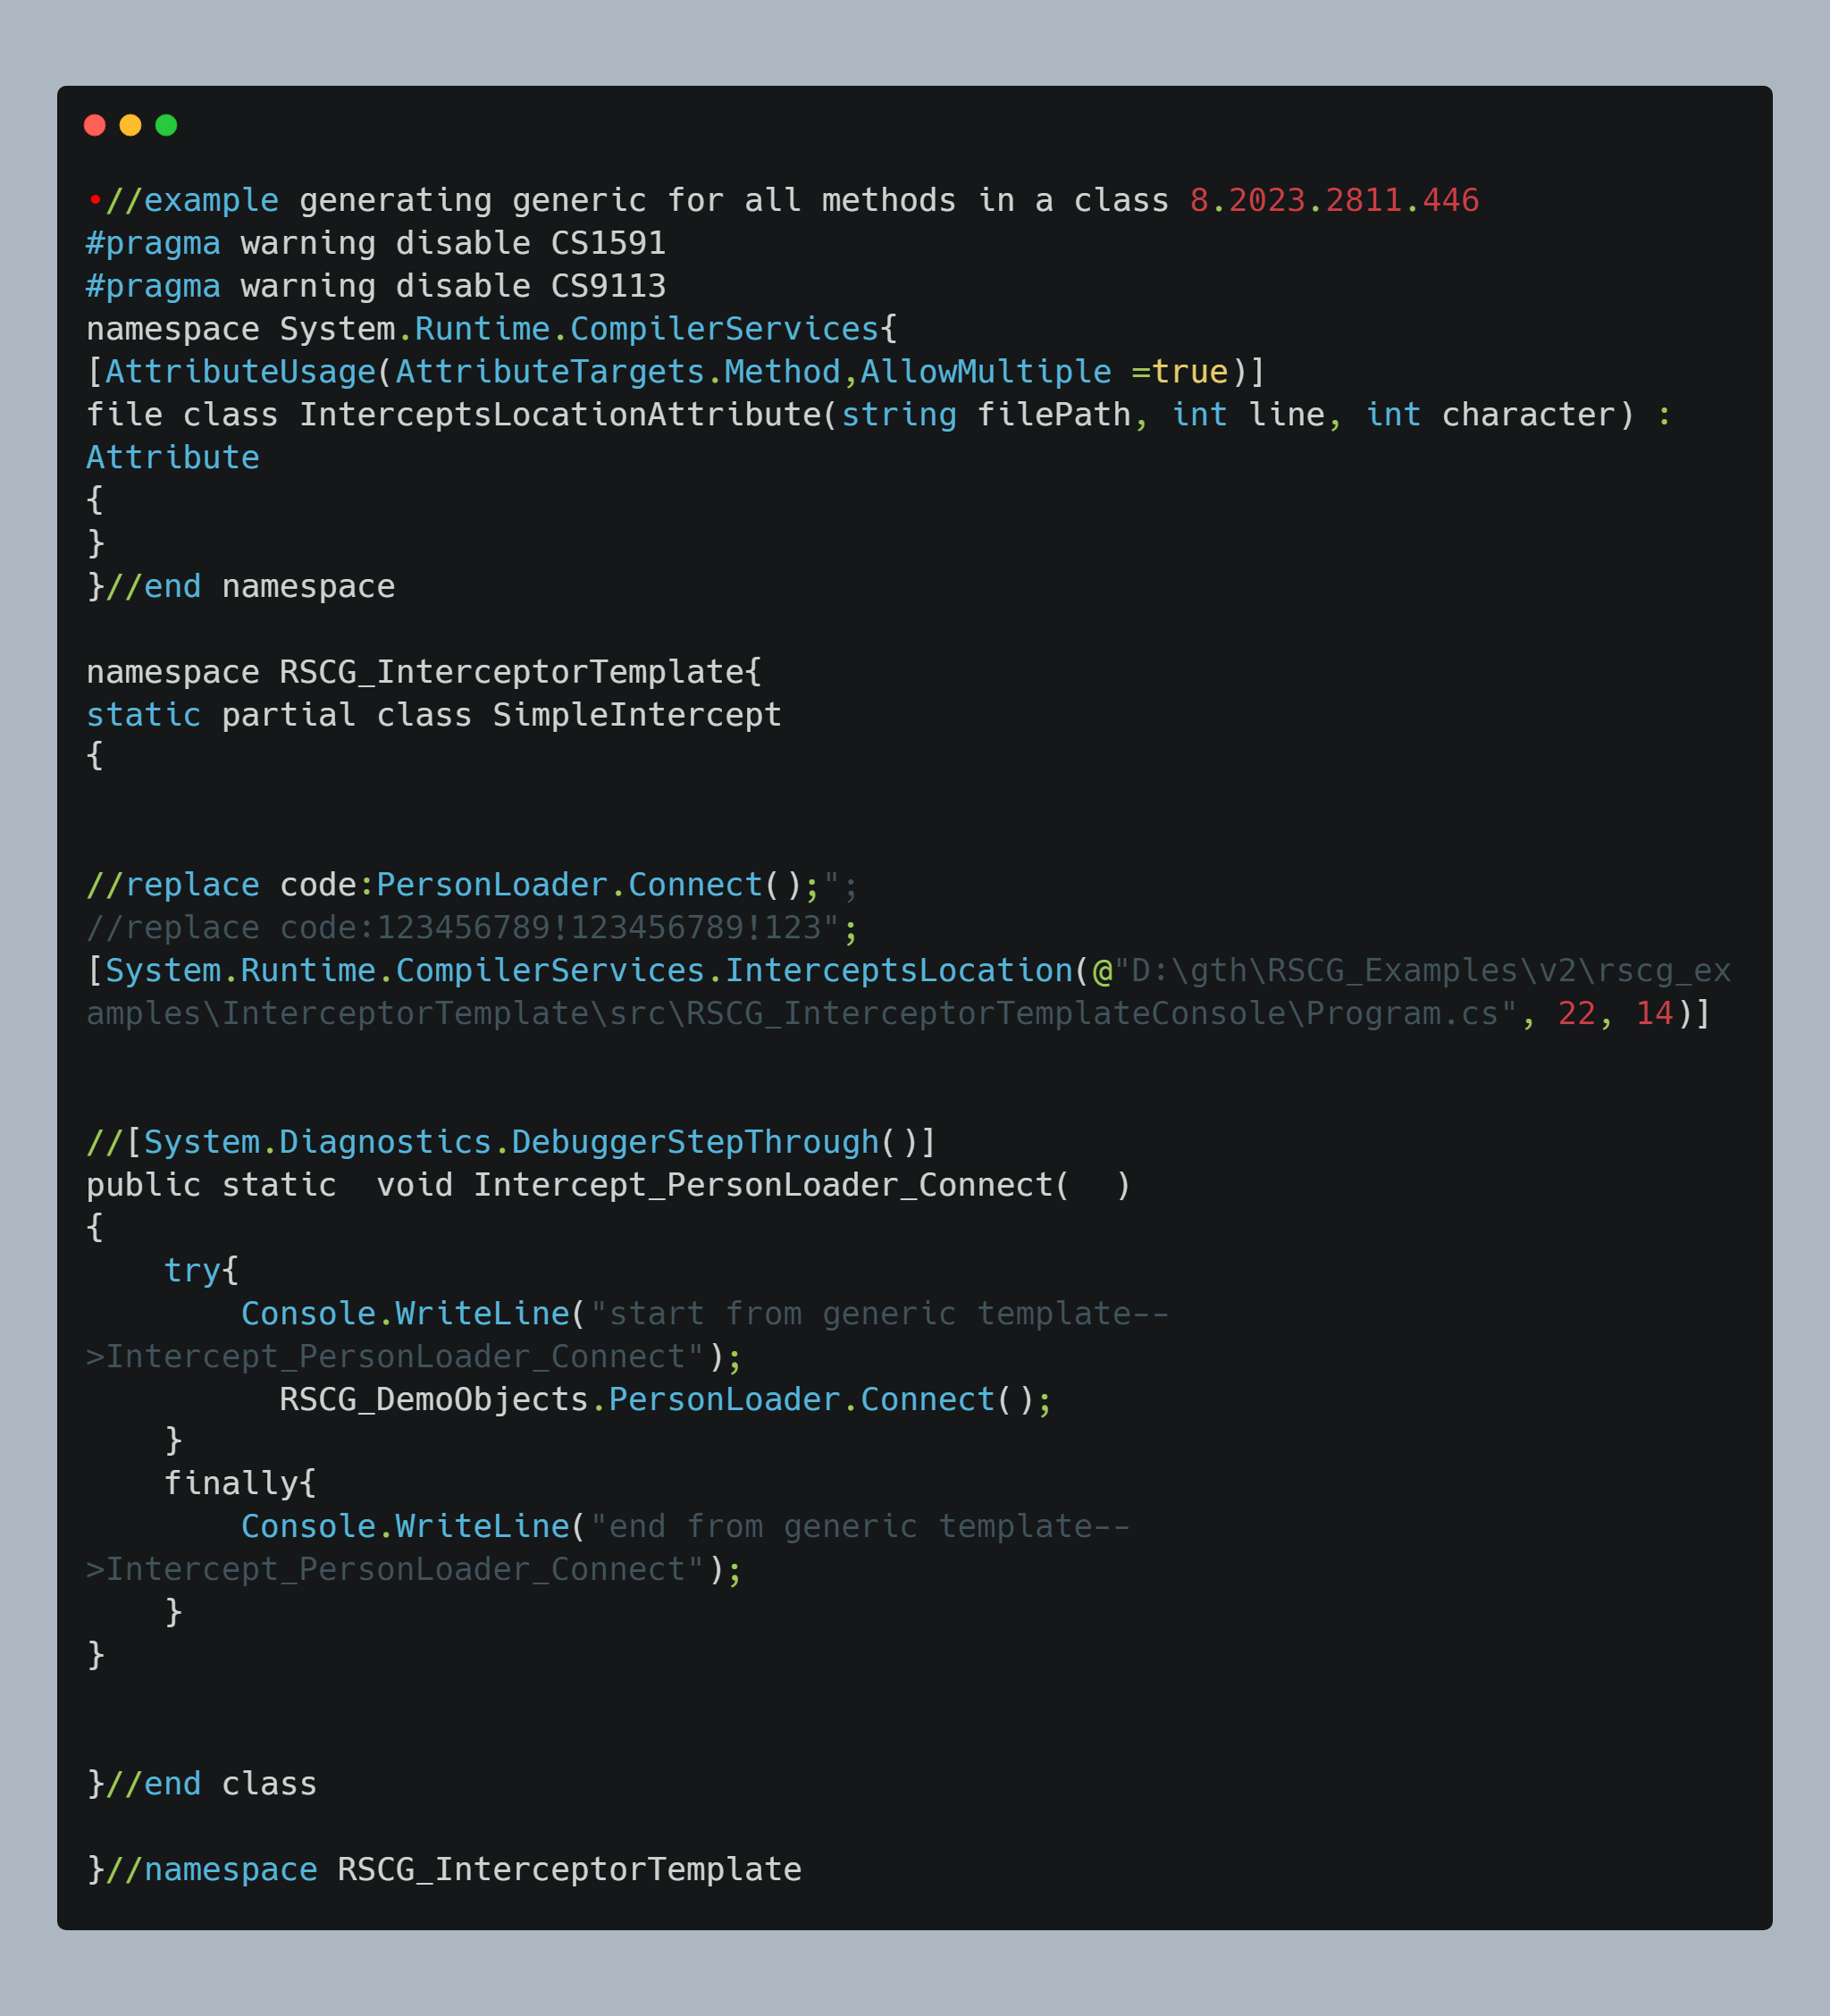 •//example generating generic for all methods in a class 8.2023.2811.446
#pragma warning disable CS1591
#pragma warning disable CS9113
namespace System.Runtime.CompilerServices{
[AttributeUsage(AttributeTargets.Method,AllowMultiple =true)]
file class InterceptsLocationAttribute(string filePath, int line, int character) :
Attribute
{
}
}//end namespace

namespace RSCG_InterceptorTemplate{
static partial class SimpleIntercept
{


//replace code:PersonLoader.Connect();";
//replace code:123456789!123456789!123";
[System.Runtime.CompilerServices.InterceptsLocation(@"D:\gth\RSCG_Examples\v2\rscg_ex
amples\InterceptorTemplate\src\RSCG_InterceptorTemplateConsole\Program.cs", 22, 14)]


//[System.Diagnostics.DebuggerStepThrough()]
public static  void Intercept_PersonLoader_Connect(  )
{
    try{
        Console.WriteLine("start from generic template--
>Intercept_PersonLoader_Connect");
          RSCG_DemoObjects.PersonLoader.Connect();
    }
    finally{
        Console.WriteLine("end from generic template--
>Intercept_PersonLoader_Connect");
    }
}


}//end class

}//namespace RSCG_InterceptorTemplate